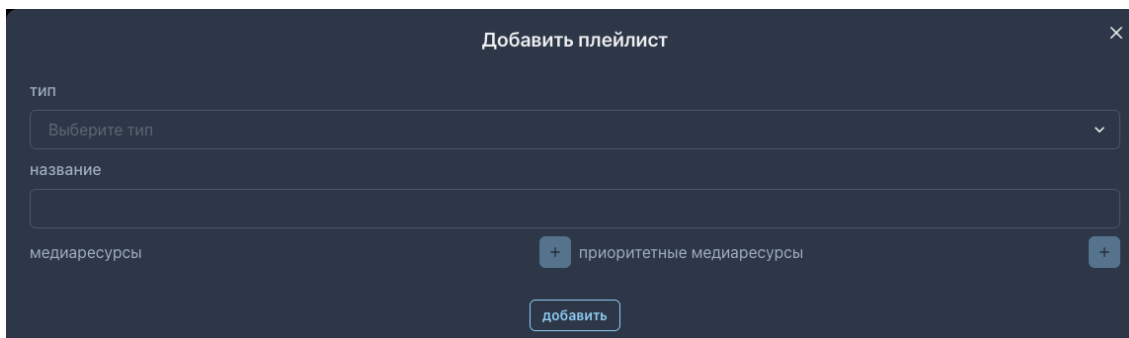 Добавить плейлист
тип
Выберите тип
название
медиаресурсы + приоритетные медиаресурсы +
добавить